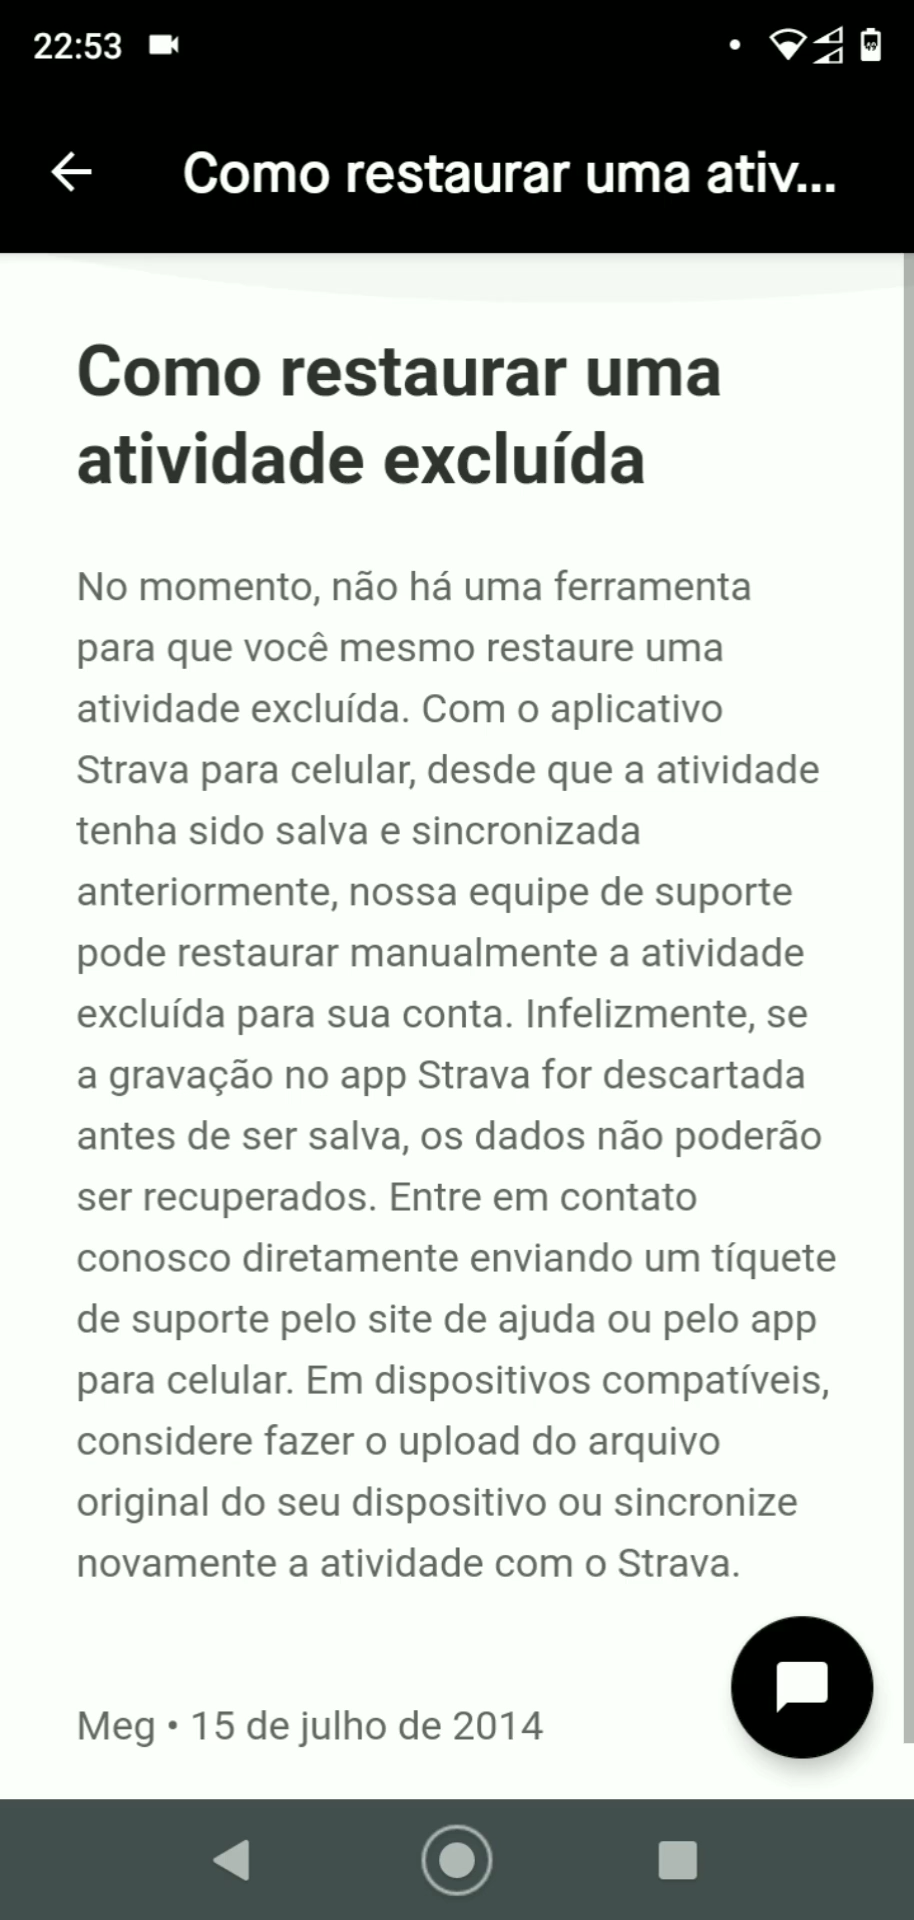 22:53
Como restaurar uma ativ...
Como restaurar uma
atividade excluída
No momento, não há uma ferramenta
para que você mesmo restaure uma
atividade excluída. Com o aplicativo
Strava para celular, desde que a atividade
tenha sido salva e sincronizada
anteriormente, nossa equipe de suporte
pode restaurar manualmente a atividade
excluída para sua conta. Infelizmente, se
a gravação no app Strava for descartada
antes de ser salva, os dados não poderão
ser recuperados. Entre em contato
conosco diretamente enviando um tíquete
de suporte pelo site de ajuda ou pelo app
para celular. Em dispositivos compatíveis,
considere fazer o upload do arquivo
original do seu dispositivo ou sincronize
novamente a atividade com o Strava.
Meg • 15 de julho de 2014